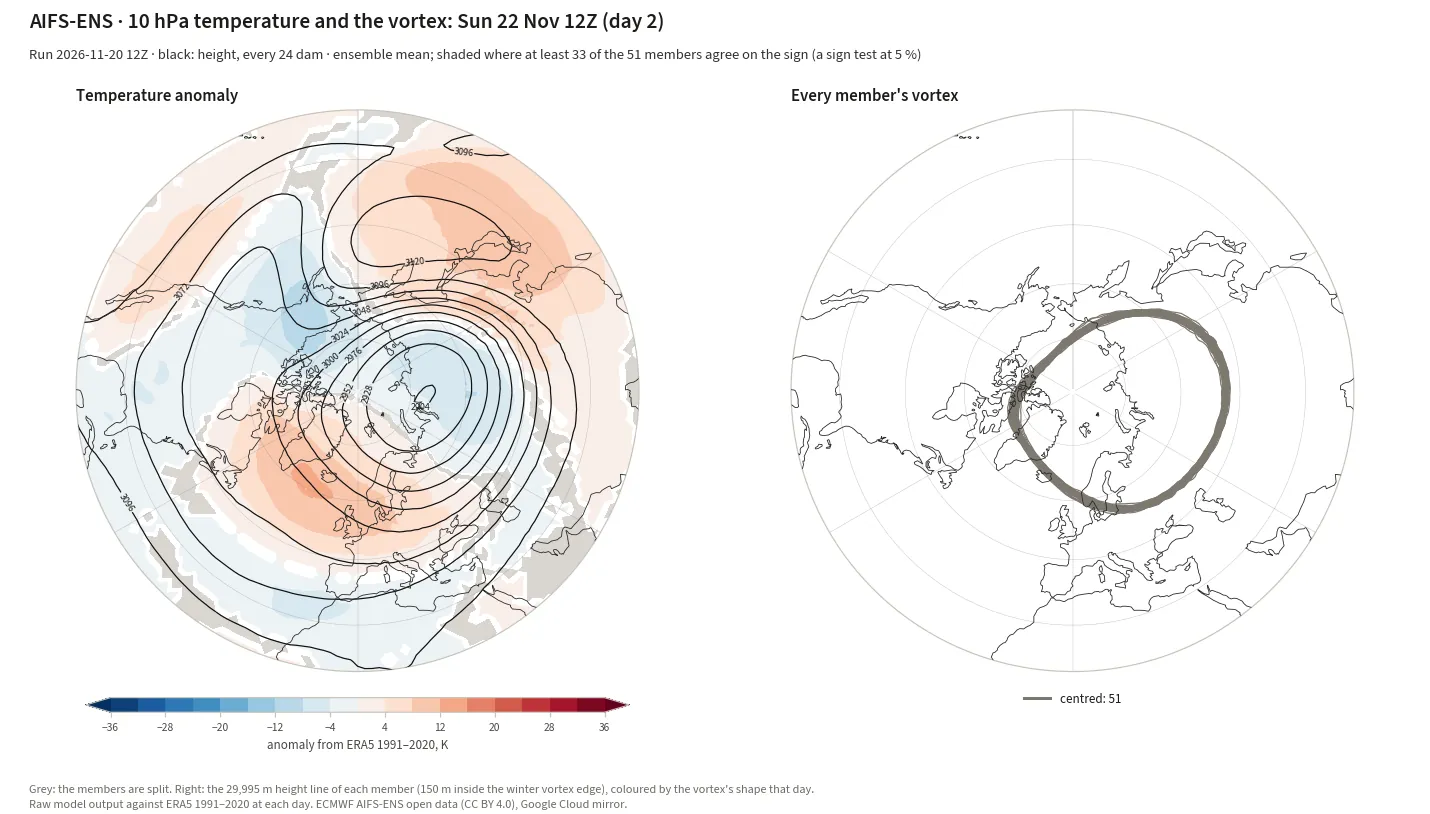 AIFS-ENS · 10 hPa temperature and the vortex: Sun 22 Nov 12Z (day 2)
Run 2026-11-20 12Z · black: height, every 24 dam · ensemble mean; shaded where at least 33 of the 51 members agree on the sign (a sign test at 5 %)
Temperature anomaly
Every member's vortex
3096
3120
3096
3072
3048
3024
3000
2976
2952
2928
2904
3096
centred: 51
−36 −28 −20 −12 −4 4 12 20 28 36
anomaly from ERA5 1991–2020, K
Grey: the members are split. Right: the 29,995 m height line of each member (150 m inside the winter vortex edge), coloured by the vortex's shape that day.
Raw model output against ERA5 1991–2020 at each day. ECMWF AIFS-ENS open data (CC BY 4.0), Google Cloud mirror.